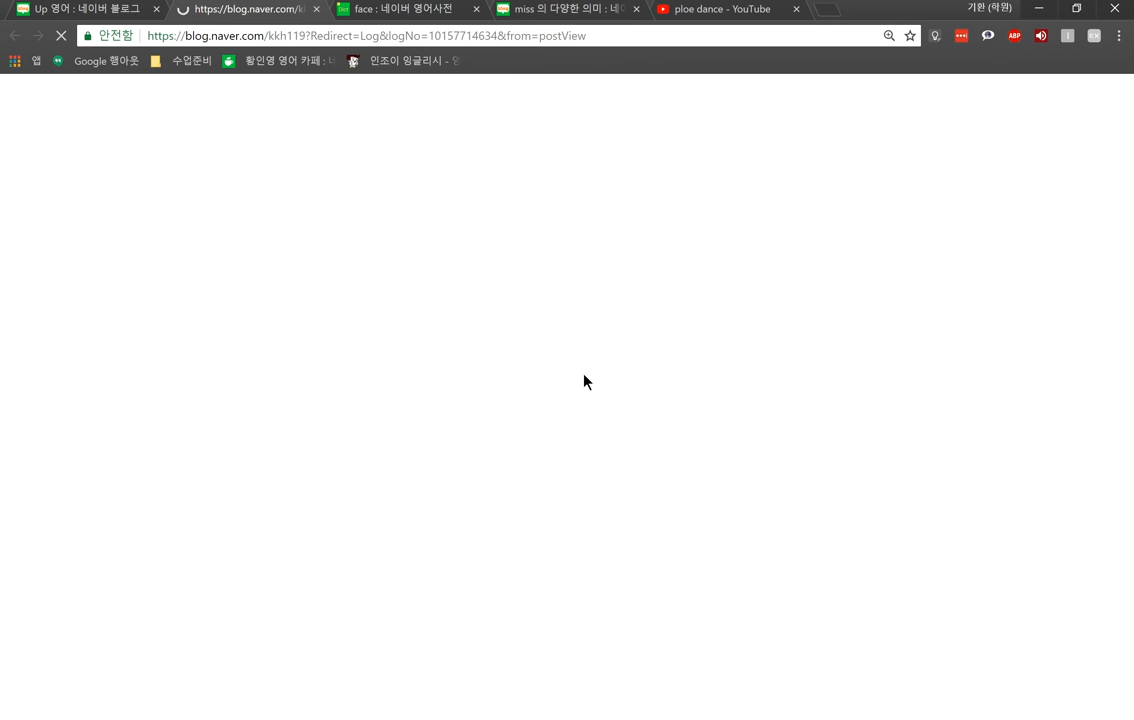 Up 영어 : 네이버 블로그
https://blog.naver.com/k
face : 네이버 영어사전
miss 의 다양한 의미 : 네
ploe dance - YouTube
기환 (학원)
안전함
https://blog.naver.com/kkh119?Redirect=Log&logNo=10157714634&from=postView
ABP
앱
Google 행아웃
수업준비
황인영 영어 카페 :
인조이 잉글리시 -